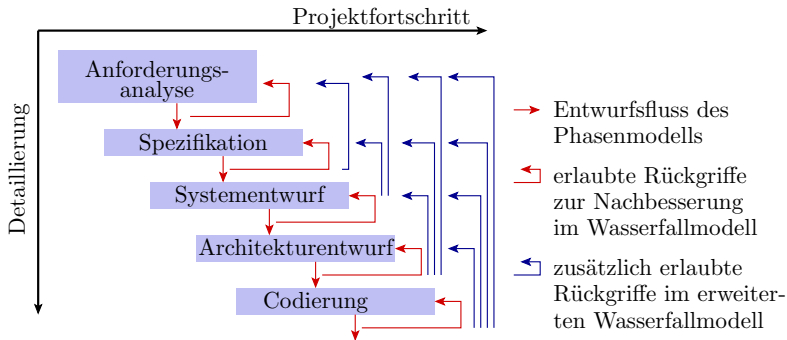 Projektfortschritt
Detaillierung
Anforderungs-
analyse
Spezifikation
Systementwurf
Architekturentwurf
Codierung
Entwurfsfluss des
Phasenmodells
erlaubte Rückgriffe
zur Nachbesserung
im Wasserfallmodell
zusätzlich erlaubte
Rückgriffe im erweiter-
ten Wasserfallmodell